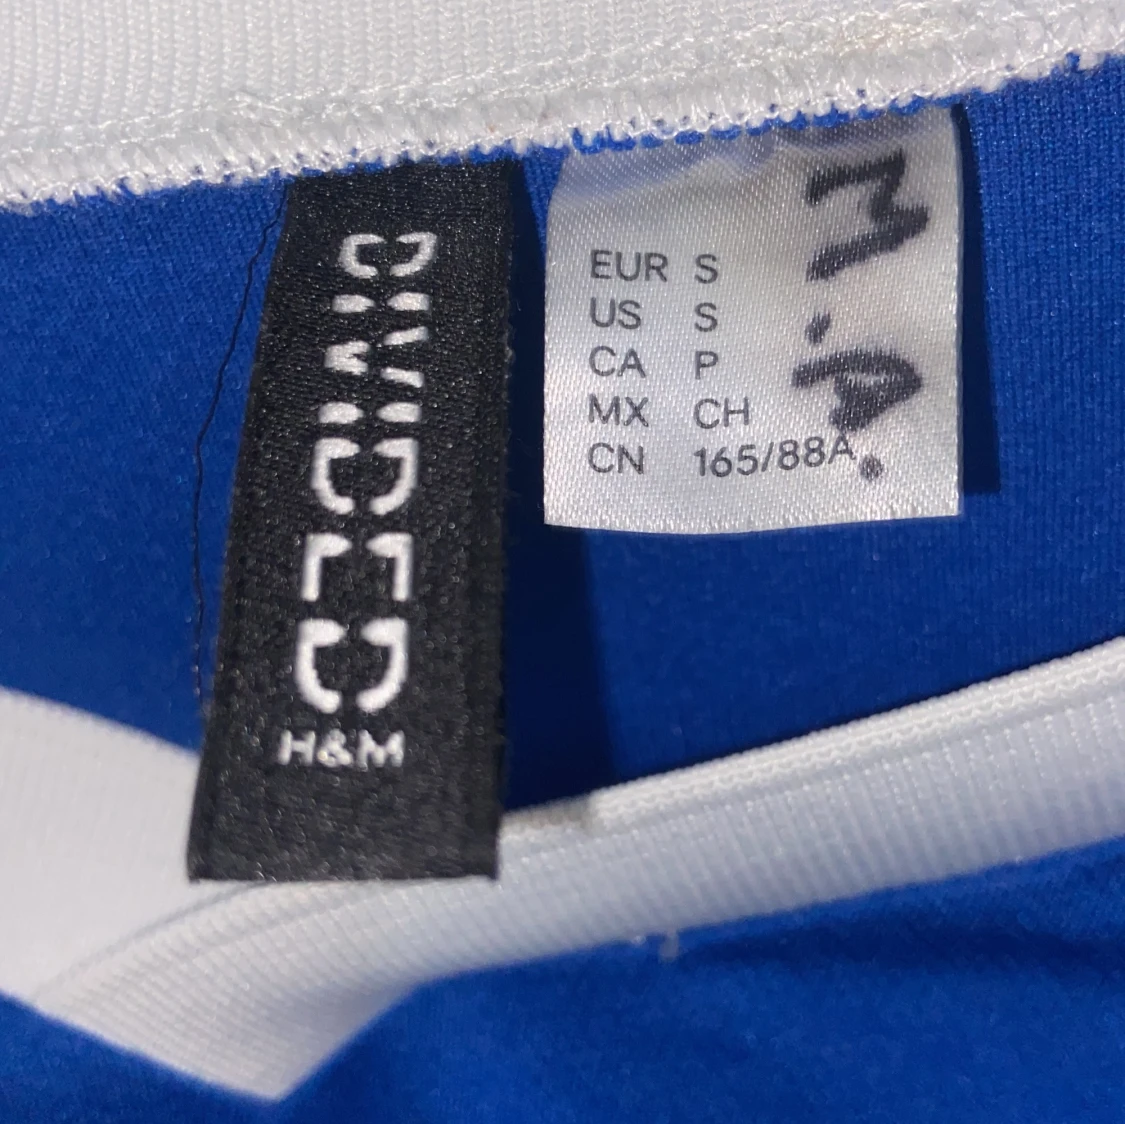 DIVIDED
H&M
EUR S
US S
CA P
MX CH
CN 165/88A
M.A.